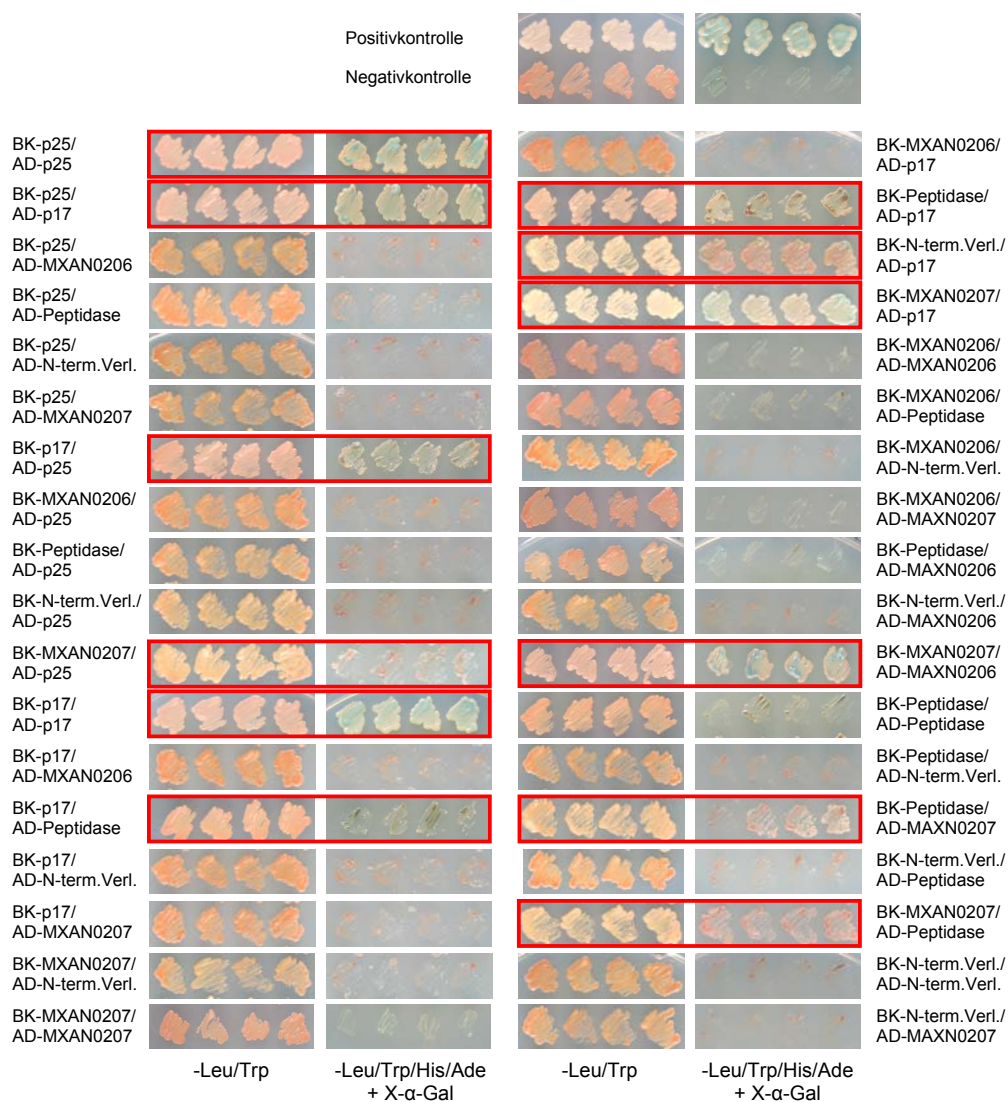 Positivkontrolle
Negativkontrolle
BK-p25/
AD-p25
BK-p25/
AD-p17
BK-p25/
AD-MXAN0206
BK-p25/
AD-Peptidase
BK-p25/
AD-N-term.Verl.
BK-p25/
AD-MXAN0207
BK-p17/
AD-p25
BK-MXAN0206/
AD-p25
BK-Peptidase/
AD-p25
BK-N-term.Verl./
AD-p25
BK-MXAN0207/
AD-p25
BK-p17/
AD-p17
BK-p17/
AD-MXAN0206
BK-p17/
AD-Peptidase
BK-p17/
AD-N-term.Verl.
BK-p17/
AD-MXAN0207
BK-MXAN0207/
AD-N-term.Verl.
BK-MXAN0207/
AD-MXAN0207
BK-MXAN0206/
AD-p17
BK-Peptidase/
AD-p17
BK-N-term.Verl./
AD-p17
BK-MXAN0207/
AD-p17
BK-MXAN0206/
AD-MXAN0206
BK-MXAN0206/
AD-Peptidase
BK-MXAN0206/
AD-N-term.Verl.
BK-MXAN0206/
AD-MAXN0207
BK-Peptidase/
AD-MAXN0206
BK-N-term.Verl./
AD-MAXN0206
BK-MXAN0207/
AD-MAXN0206
BK-Peptidase/
AD-Peptidase
BK-Peptidase/
AD-N-term.Verl.
BK-Peptidase/
AD-MAXN0207
BK-N-term.Verl./
AD-Peptidase
BK-MXAN0207/
AD-Peptidase
BK-N-term.Verl./
AD-N-term.Verl.
BK-N-term.Verl./
AD-MAXN0207
-Leu/Trp
-Leu/Trp/His/Ade
+ X-α-Gal
-Leu/Trp
-Leu/Trp/His/Ade
+ X-α-Gal